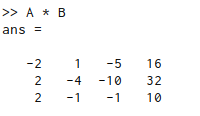 >> A * B
ans =
-2 1 -5 16
2 -4 -10 32
2 -1 -1 10